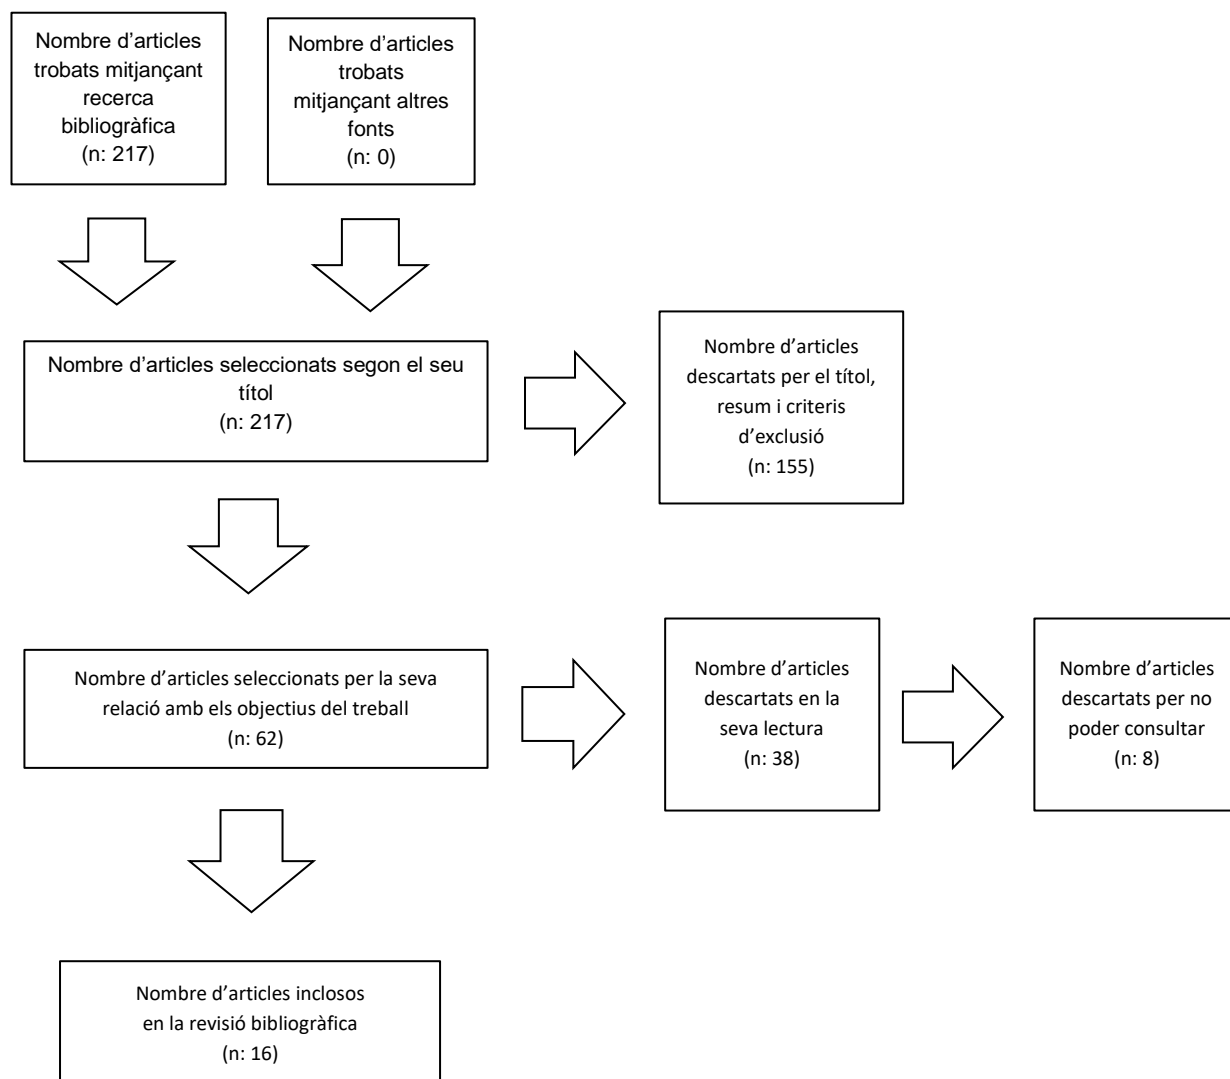 Nombre d’articles
trobats mitjançant
recerca
bibliogràfica
(n: 217)
Nombre d’articles
trobats
mitjançant altres
fonts
(n: 0)
Nombre d’articles seleccionats segon el seu
títol
(n: 217)
Nombre d’articles
descartats per el títol,
resum i criteris
d’exclusió
(n: 155)
Nombre d’articles seleccionats per la seva
relació amb els objectius del treball
(n: 62)
Nombre d’articles
descartats en la
seva lectura
(n: 38)
Nombre d’articles
descartats per no
poder consultar
(n: 8)
Nombre d’articles inclosos
en la revisió bibliogràfica
(n: 16)